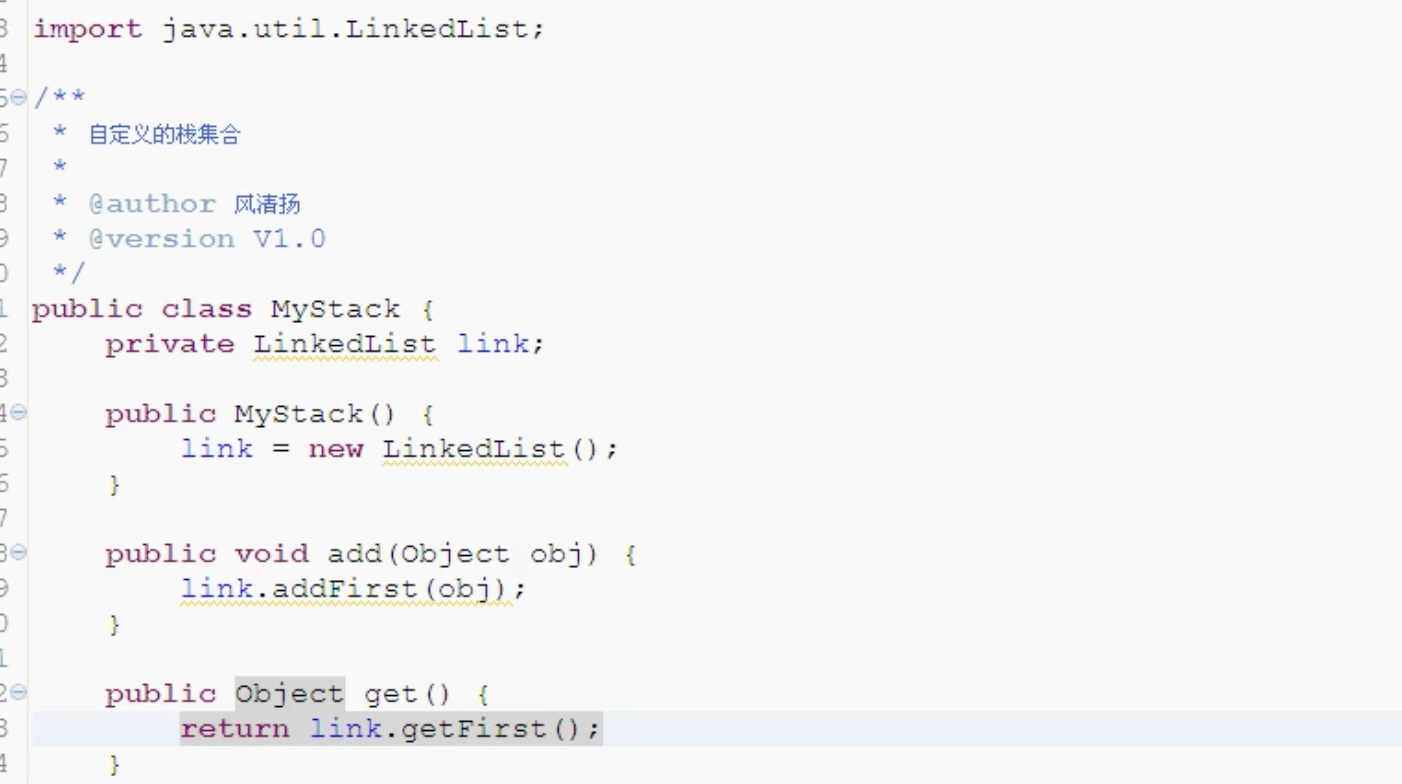 3 import java.util.LinkedList;
4
5 /**
6  * 自定义的栈集合
7  *
8  * @author 风清扬
9  * @version V1.0
0  */
1 public class MyStack {
2     private LinkedList link;
3
4     public MyStack() {
5         link = new LinkedList();
6     }
7
8     public void add(Object obj) {
9         link.addFirst(obj);
0     }
1
2     public Object get() {
3         return link.getFirst();
4     }